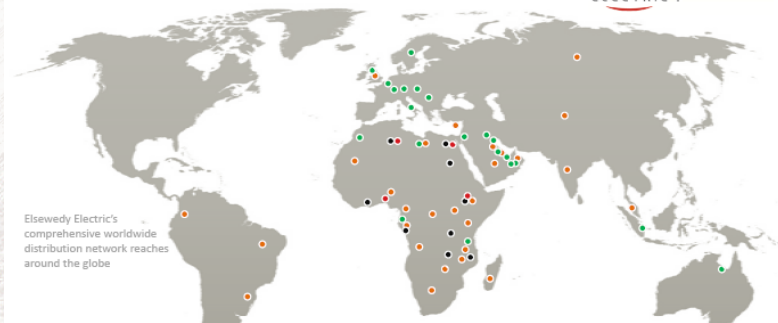 Elsewedy Electric's
comprehensive worldwide
distribution network reaches
around the globe